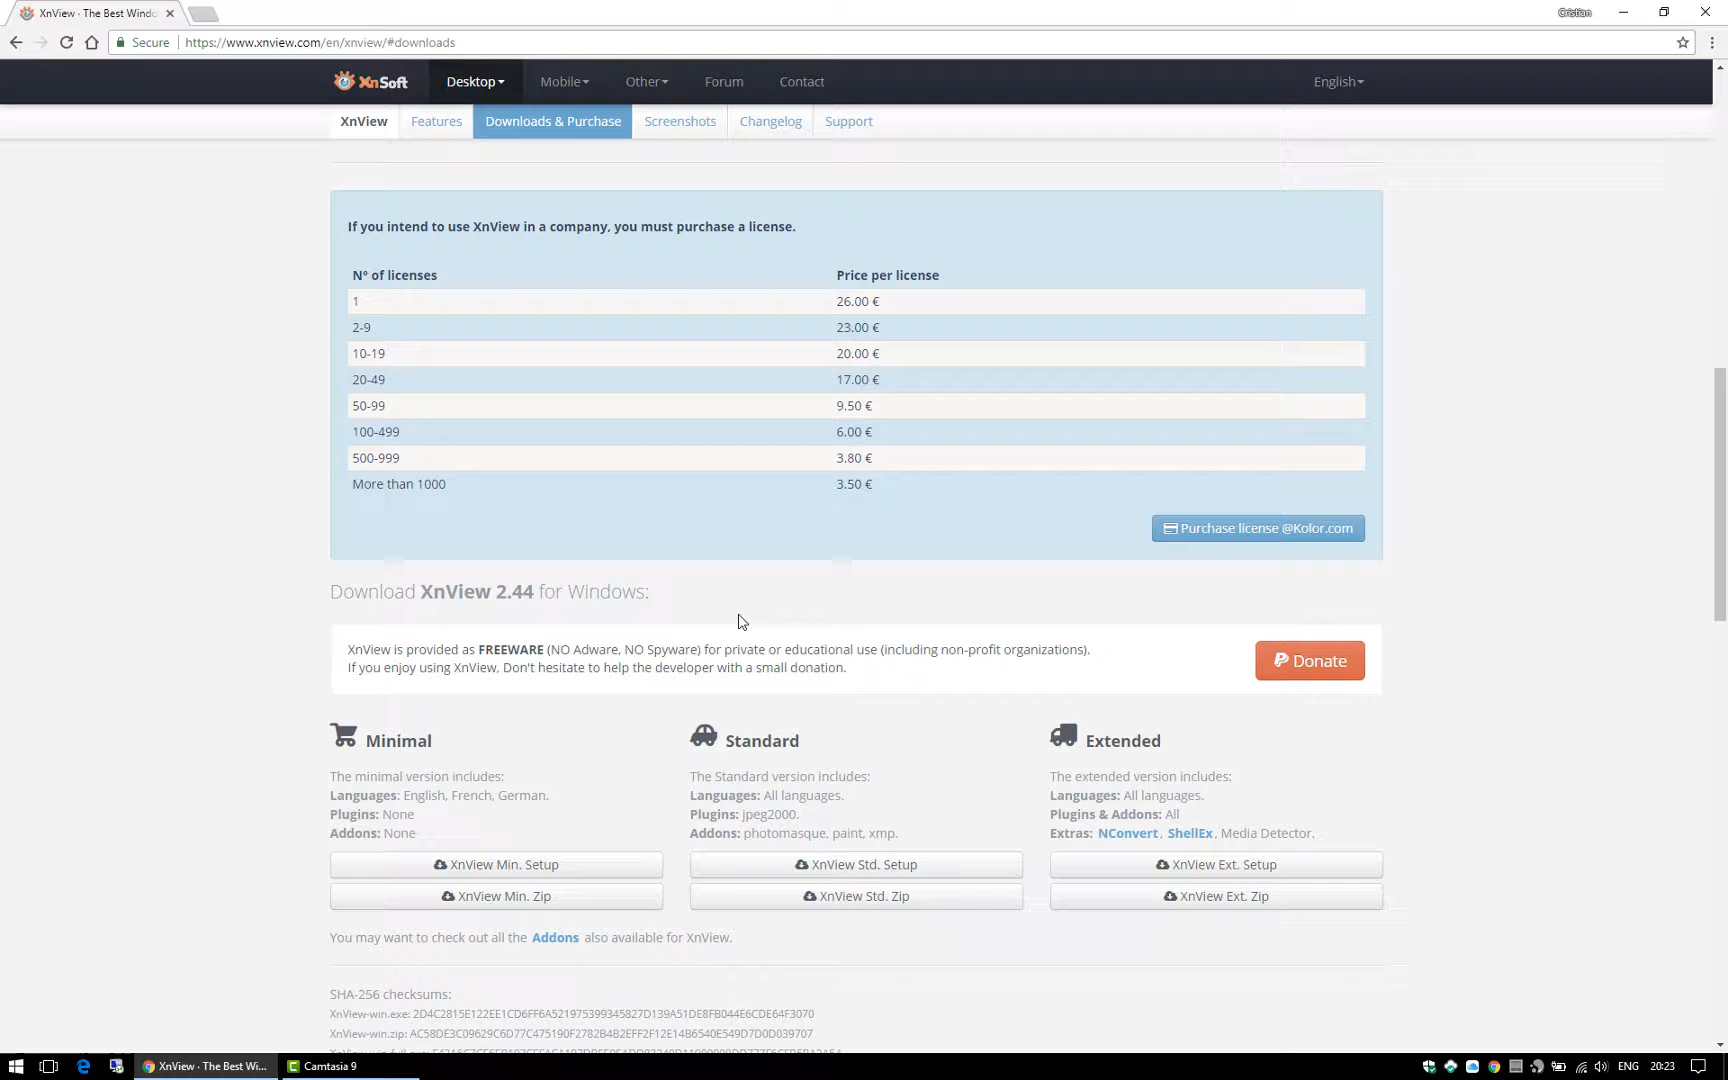 XnView · The Best Windo
Cristian
Secure https://www.xnview.com/en/xnview/#downloads
XnSoft Desktop Mobile Other Forum Contact English
XnView Features Downloads & Purchase Screenshots Changelog Support
If you intend to use XnView in a company, you must purchase a license.
N° of licenses Price per license
1 26.00 €
2-9 23.00 €
10-19 20.00 €
20-49 17.00 €
50-99 9.50 €
100-499 6.00 €
500-999 3.80 €
More than 1000 3.50 €
Purchase license @Kolor.com
Download XnView 2.44 for Windows:
XnView is provided as FREEWARE (NO Adware, NO Spyware) for private or educational use (including non-profit organizations).
If you enjoy using XnView, Don't hesitate to help the developer with a small donation.
Donate
Minimal
The minimal version includes:
Languages: English, French, German.
Plugins: None
Addons: None
XnView Min. Setup
XnView Min. Zip
Standard
The Standard version includes:
Languages: All languages.
Plugins: jpeg2000.
Addons: photomasque, paint, xmp.
XnView Std. Setup
XnView Std. Zip
Extended
The extended version includes:
Languages: All languages.
Plugins & Addons: All
Extras: NConvert, ShellEx, Media Detector.
XnView Ext. Setup
XnView Ext. Zip
You may want to check out all the Addons also available for XnView.
SHA-256 checksums:
XnView-win.exe: 2D4C2815E122EE1CD6FF6A521975399345827D139A51DE8FB044E6CDE64F3070
XnView-win.zip: AC58DE3C09629C6D77C475190F2782B4B2EFF2F12E14B6540E549D7D0D039707
XnView · The Best Wi... Camtasia 9 ENG 20:23